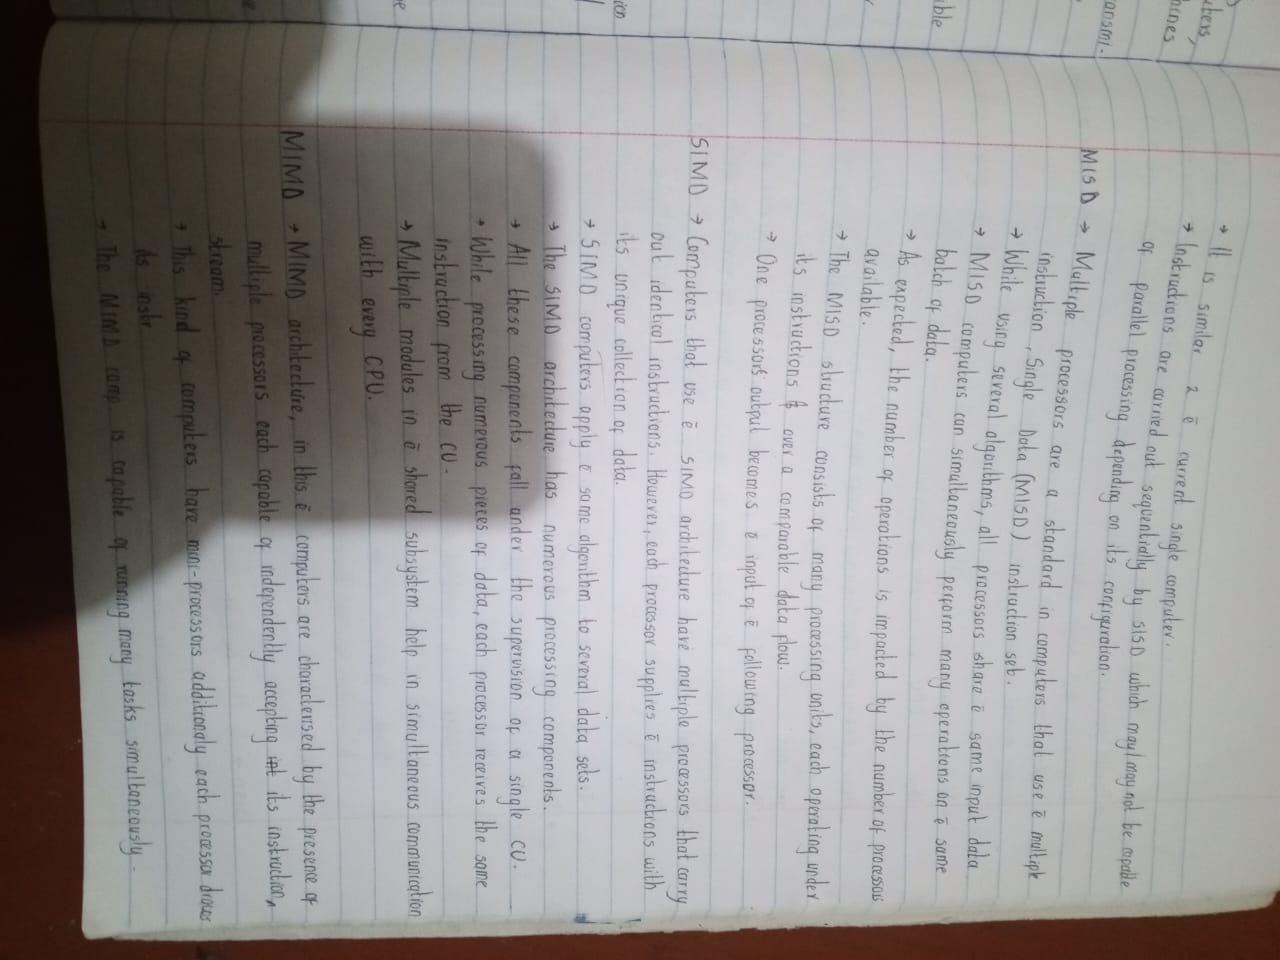 uters,
hines
ansmi.
ible
ion
→ It is similar 2 ē current single computer.
→ Instructions are carried out sequentially by SISD which may/may not be capable
of parallel processing depending on its configuration.
MISD → Multiple processors are a standard in computers that use ē multiple
instruction, Single Data (MISD) instruction set.
→ While using several algorithms, all processors share ē same input data
→ MISD computers can simultaneously perform many operations on ē same
batch of data.
→ As expected, the number of operations is impacted by the number of processors
available.
→ The MISD structure consists of many processing units, each operating under
its instructions & over a comparable data flow.
→ One processors output becomes ē input of ē following processor.
SIMD → Computers that use ē SIMD architecture have multiple processors that carry
out identical instructions. However, each processor supplies ē instructions with
its unique collection of data.
→ SIMD computers apply ē same algorithm to several data sets.
→ The SIMD architecture has numerous processing components.
→ All these components fall under the supervision of a single CU.
→ While processing numerous pieces of data, each processor receives the same
instruction from the CU.
→ Multiple modules in ē shared subsystem help in simultaneous communication
with every CPU.
MIMD → MIMD architecture, in this ē computers are characterised by the presence of
multiple processors each capable of independently accepting its instruction,
stream.
→ This kind of computers have mini-processors additionaly each processor draws
its instr
→ The MIMD comp is capable of running many tasks simultaneously.